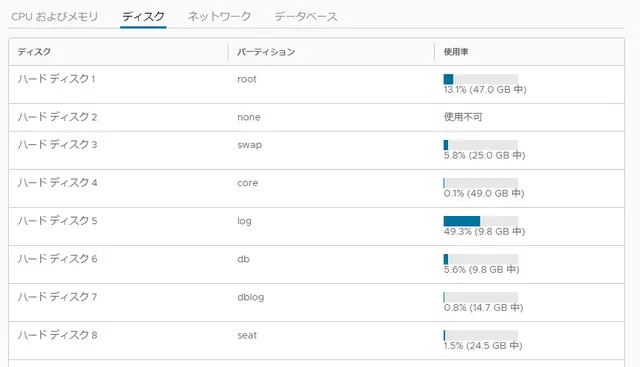 CPU およびメモリ ディスク ネットワーク データベース
ディスク パーティション 使用率
ハード ディスク 1 root
13.1% (47.0 GB 中)
ハード ディスク 2 none 使用不可
ハード ディスク 3 swap
5.8% (25.0 GB 中)
ハード ディスク 4 core
0.1% (49.0 GB 中)
ハード ディスク 5 log
49.3% (9.8 GB 中)
ハード ディスク 6 db
5.6% (9.8 GB 中)
ハード ディスク 7 dblog
0.8% (14.7 GB 中)
ハード ディスク 8 seat
1.5% (24.5 GB 中)